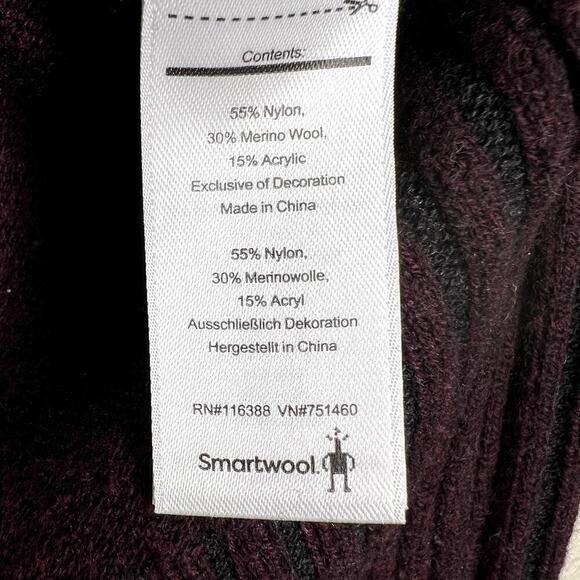 Contents:
55% Nylon,
30% Merino Wool,
15% Acrylic
Exclusive of Decoration
Made in China
55% Nylon,
30% Merinowolle,
15% Acryl
Ausschließlich Dekoration
Hergestellt in China
RN#116388 VN#751460
Smartwool.